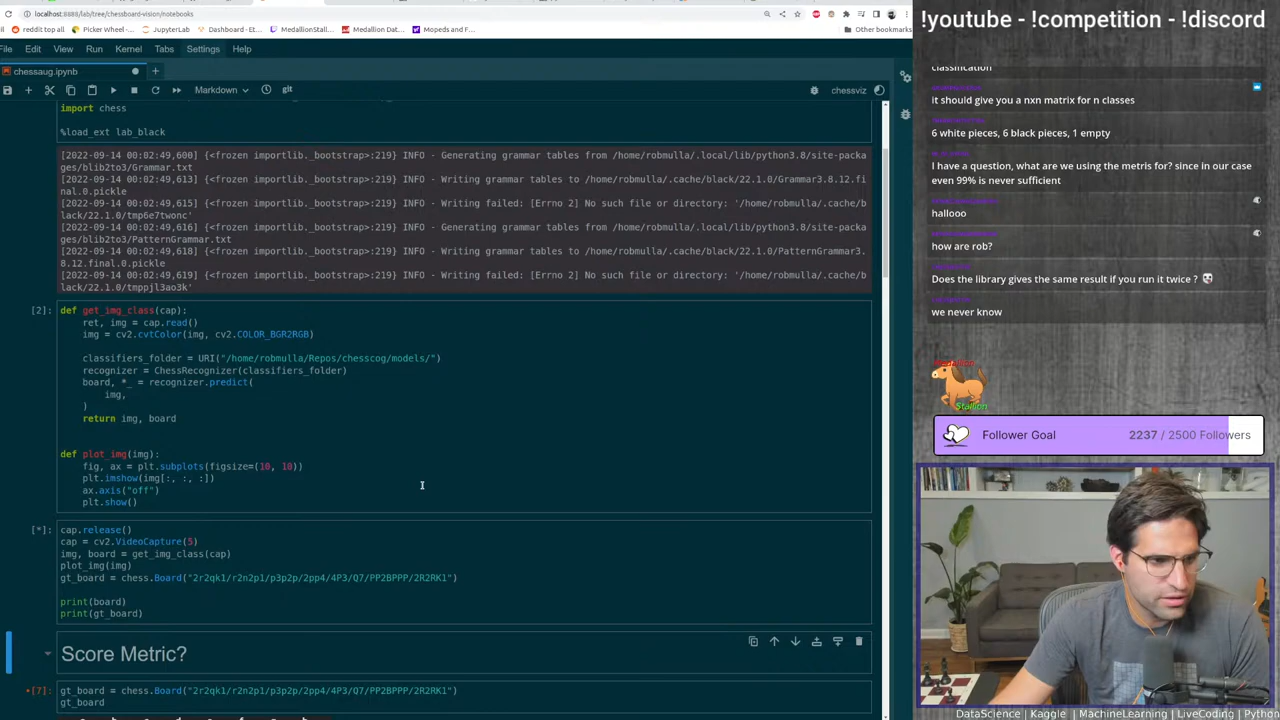 localhost:8888/lab/tree/chessboard-vision/notebooks
reddit top all
Picker Wheel -...
JupyterLab
Dashboard - Et...
MedallionStall...
Medallion Dat...
Mopeds and F...
Other bookmarks
File
Edit
View
Run
Kernel
Tabs
Settings
Help
chessaug.ipynb
Markdown
git
chessviz
import chess
%load_ext lab_black
[2022-09-14 00:02:49,600] {<frozen importlib._bootstrap>:219} INFO - Generating grammar tables from /home/robmulla/.local/lib/python3.8/site-packa
ges/blib2to3/Grammar.txt
[2022-09-14 00:02:49,613] {<frozen importlib._bootstrap>:219} INFO - Writing grammar tables to /home/robmulla/.cache/black/22.1.0/Grammar3.8.12.fi
nal.0.pickle
[2022-09-14 00:02:49,615] {<frozen importlib._bootstrap>:219} INFO - Writing failed: [Errno 2] No such file or directory: '/home/robmulla/.cache/b
lack/22.1.0/tmp6e7twonc'
[2022-09-14 00:02:49,616] {<frozen importlib._bootstrap>:219} INFO - Generating grammar tables from /home/robmulla/.local/lib/python3.8/site-packa
ges/blib2to3/PatternGrammar.txt
[2022-09-14 00:02:49,618] {<frozen importlib._bootstrap>:219} INFO - Writing grammar tables to /home/robmulla/.cache/black/22.1.0/PatternGrammar3.
8.12.final.0.pickle
[2022-09-14 00:02:49,619] {<frozen importlib._bootstrap>:219} INFO - Writing failed: [Errno 2] No such file or directory: '/home/robmulla/.cache/b
lack/22.1.0/tmppjl3ao3k'
[2]:
def get_img_class(cap):
ret, img = cap.read()
img = cv2.cvtColor(img, cv2.COLOR_BGR2RGB)
classifiers_folder = URI("/home/robmulla/Repos/chesscog/models/")
recognizer = ChessRecognizer(classifiers_folder)
board, *_ = recognizer.predict(
img,
)
return img, board
def plot_img(img):
fig, ax = plt.subplots(figsize=(10, 10))
plt.imshow(img[:, :, :])
ax.axis("off")
plt.show()
[*]:
cap.release()
cap = cv2.VideoCapture(5)
img, board = get_img_class(cap)
plot_img(img)
gt_board = chess.Board("2r2qk1/r2n2p1/p3p2p/2pp4/4P3/Q7/PP2BPPP/2R2RK1")
print(board)
print(gt_board)
Score Metric?
[7]:
gt_board = chess.Board("2r2qk1/r2n2p1/p3p2p/2pp4/4P3/Q7/PP2BPPP/2R2RK1")
gt_board
!youtube - !competition - !discord
classification
it should give you a nxn matrix for n classes
6 white pieces, 6 black pieces, 1 empty
I have a question, what are we using the metris for? since in our case
even 99% is never sufficient
hallooo
how are rob?
Does the library gives the same result if you run it twice ?
we never know
Medallion
Stallion
Follower Goal
2237 / 2500 Followers
DataScience | Kaggle | MachineLearning | LiveCoding | Python